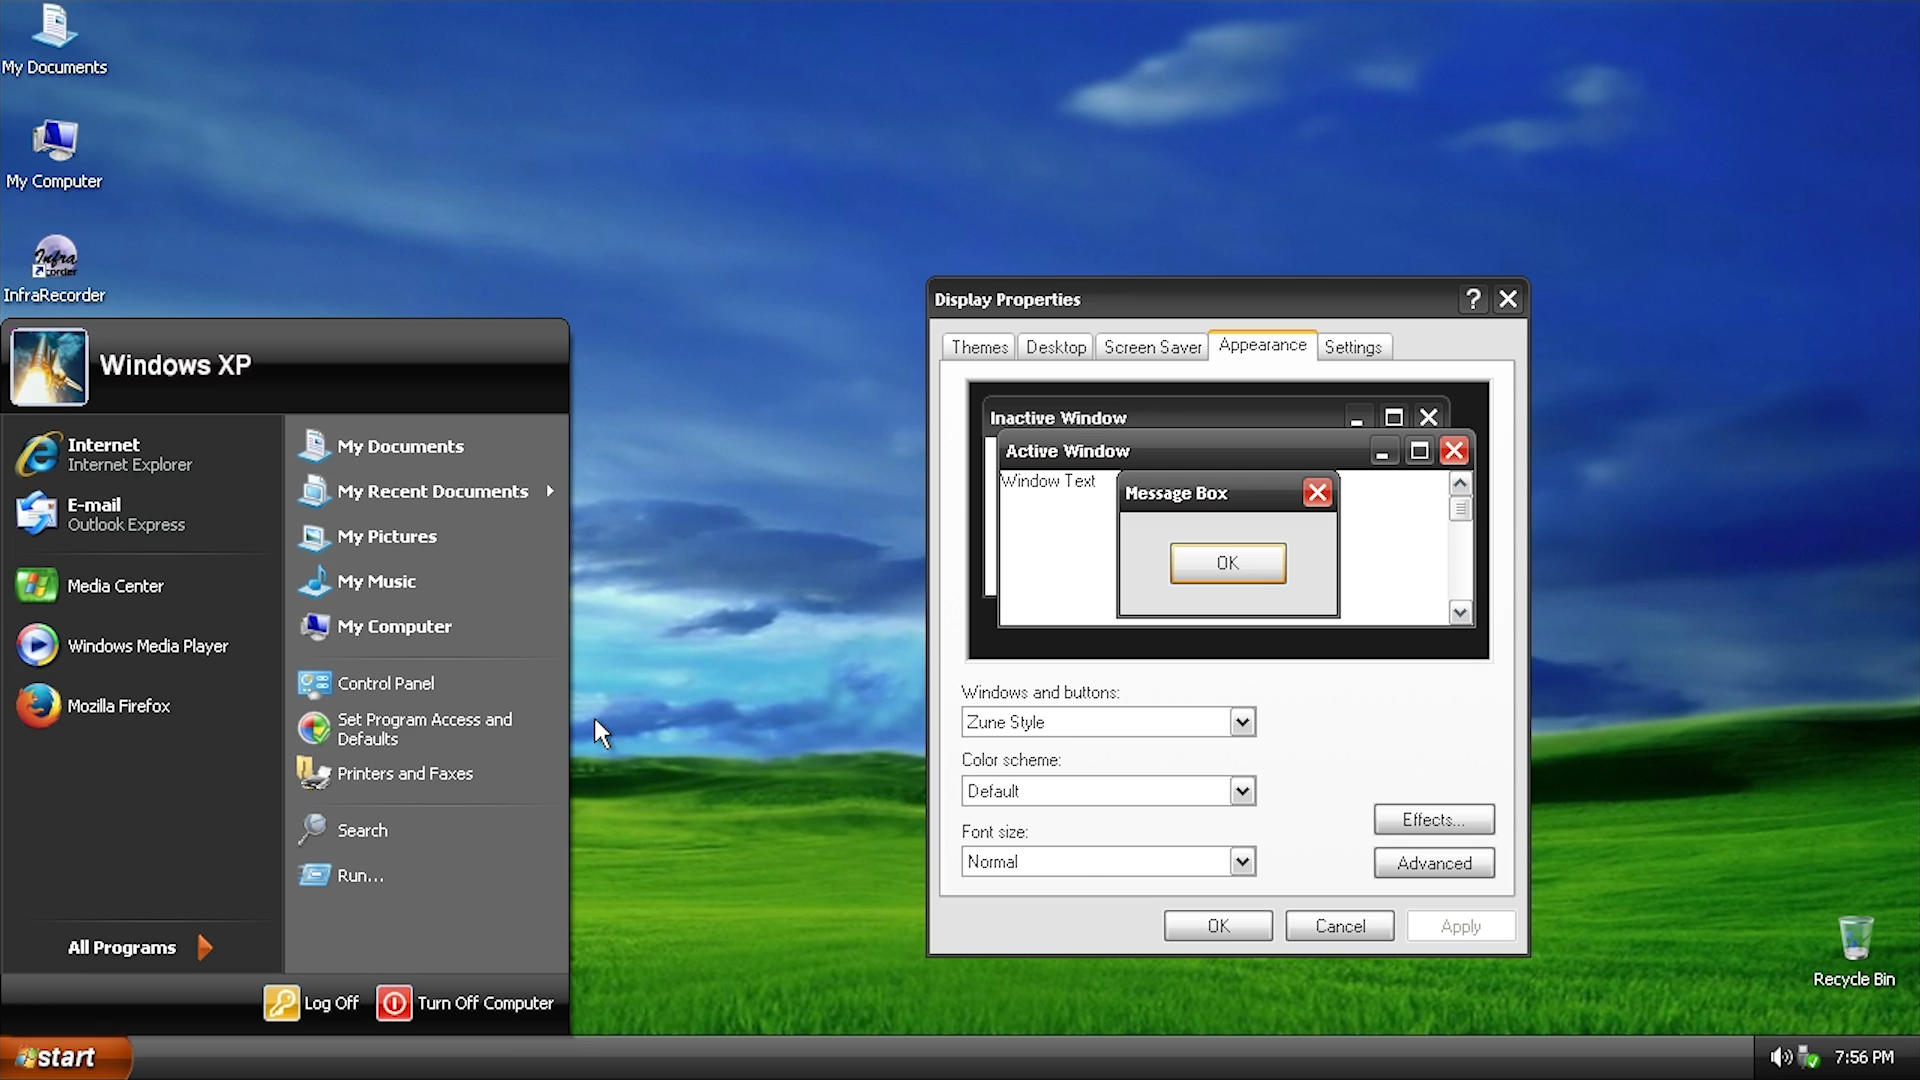 My Documents
My Computer
Infra
corder
InfraRecorder
Windows XP
Internet
Internet Explorer
E-mail
Outlook Express
Media Center
Windows Media Player
Mozilla Firefox
All Programs
My Documents
My Recent Documents
My Pictures
My Music
My Computer
Control Panel
Set Program Access and
Defaults
Printers and Faxes
Search
Run...
Log Off
Turn Off Computer
start
Display Properties
?
Themes
Desktop
Screen Saver
Appearance
Settings
Inactive Window
Active Window
Window Text
Message Box
OK
Windows and buttons:
Zune Style
Color scheme:
Default
Font size:
Normal
Effects...
Advanced
OK
Cancel
Apply
Recycle Bin
7:56 PM